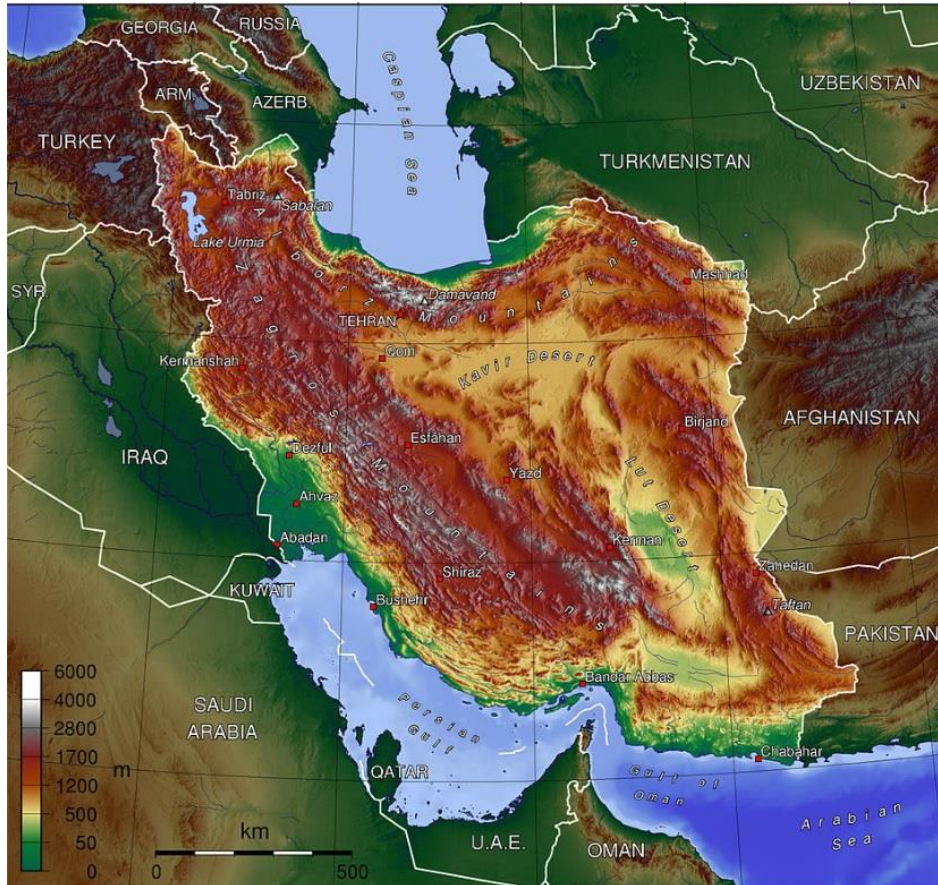 GEORGIA
RUSSIA
Caspian Sea
UZBEKISTAN
ARM.
AZERB.
TURKEY
TURKMENISTAN
Tabriz
Sabalan
Lake Urmia
Mashhad
SYR.
Alborz Mountains
Damavand
TEHRAN
Qom
Kavir Desert
Kermanshah
Zagros Mountains
AFGHANISTAN
Birjand
Esfahan
IRAQ
Dezful
Yazd
Lut Desert
Ahvaz
Abadan
Kerman
Zahedan
Shiraz
KUWAIT
Bushehr
Taftan
PAKISTAN
6000
4000
2800
1700
1200
500
50
0
m
SAUDI
ARABIA
Bandar Abbas
Persian
Gulf
Chabahar
QATAR
Gulf of
Oman
Arabian
Sea
km
0
500
U.A.E.
OMAN